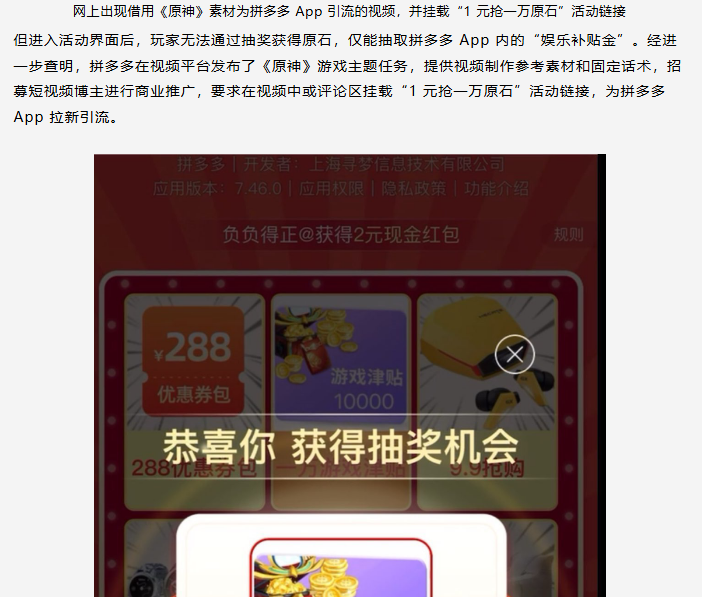 网上出现借用《原神》素材为拼多多 App 引流的视频，并挂载“1 元抢一万原石”活动链接
但进入活动界面后，玩家无法通过抽奖获得原石，仅能抽取拼多多 App 内的“娱乐补贴金”。经进
一步查明，拼多多在视频平台发布了《原神》游戏主题任务，提供视频制作参考素材和固定话术，招
募短视频博主进行商业推广，要求在视频中或评论区挂载“1 元抢一万原石”活动链接，为拼多多
App 拉新引流。
拼多多 | 开发者：上海寻梦信息技术有限公司
应用版本：7.46.0 | 应用权限 | 隐私政策 | 功能介绍
负负得正@获得2元现金红包
规则
¥288
优惠券包
游戏津贴
10000
恭喜你 获得抽奖机会
288优惠券包
一万游戏津贴
9.9抢购